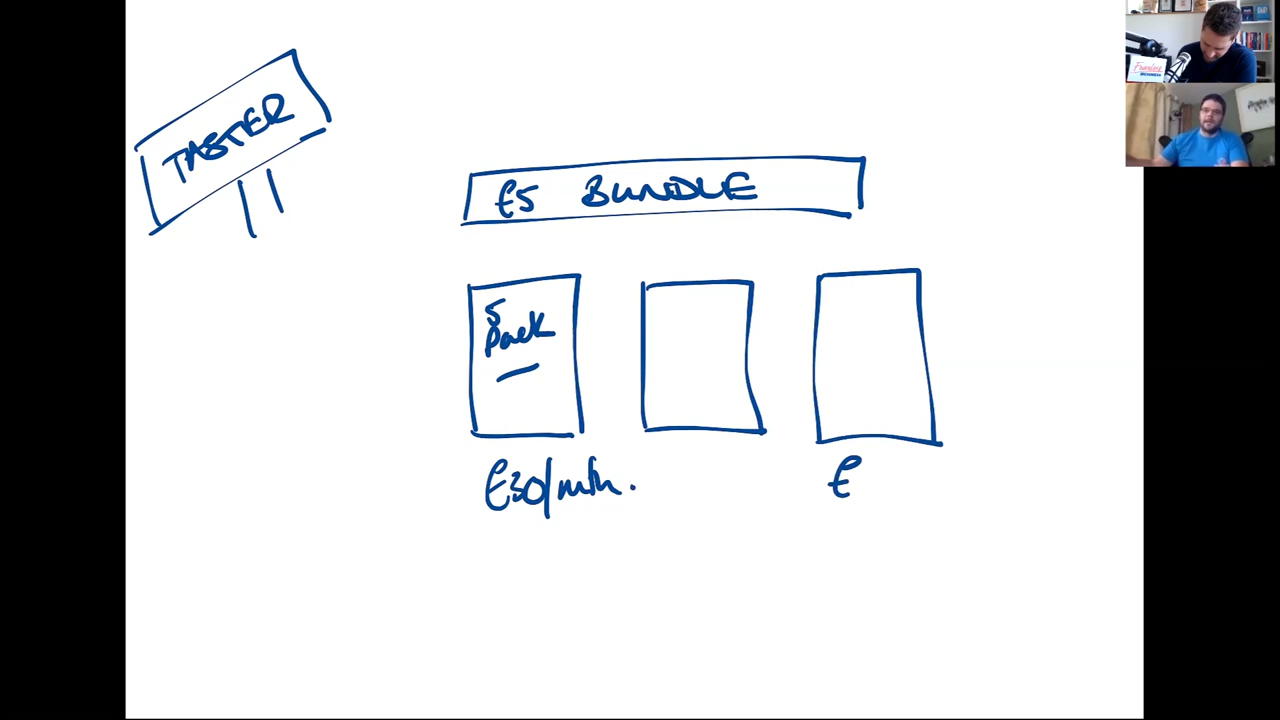 TASTER
£5 BUNDLE
5
Pack
£30/mth.
£